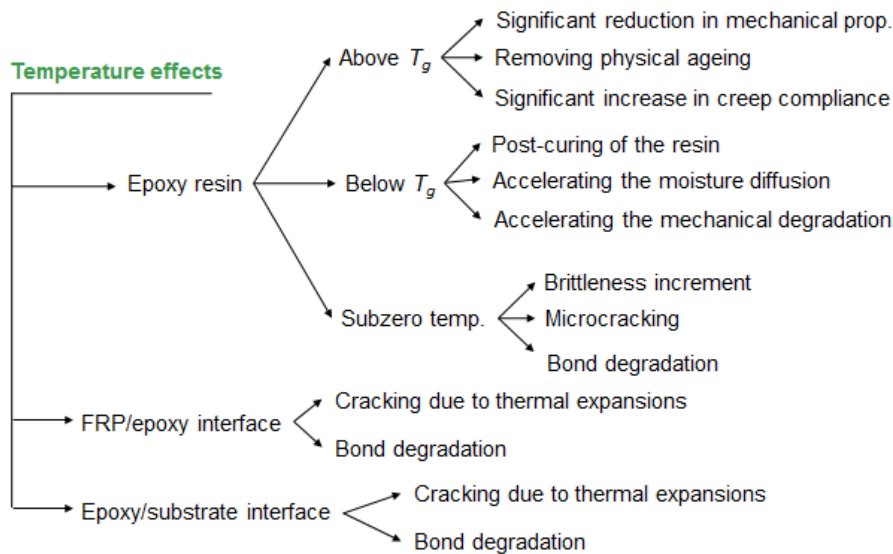 Temperature effects
Epoxy resin
Above Tg
Significant reduction in mechanical prop.
Removing physical ageing
Significant increase in creep compliance
Below Tg
Post-curing of the resin
Accelerating the moisture diffusion
Accelerating the mechanical degradation
Subzero temp.
Brittleness increment
Microcracking
Bond degradation
FRP/epoxy interface
Cracking due to thermal expansions
Bond degradation
Epoxy/substrate interface
Cracking due to thermal expansions
Bond degradation